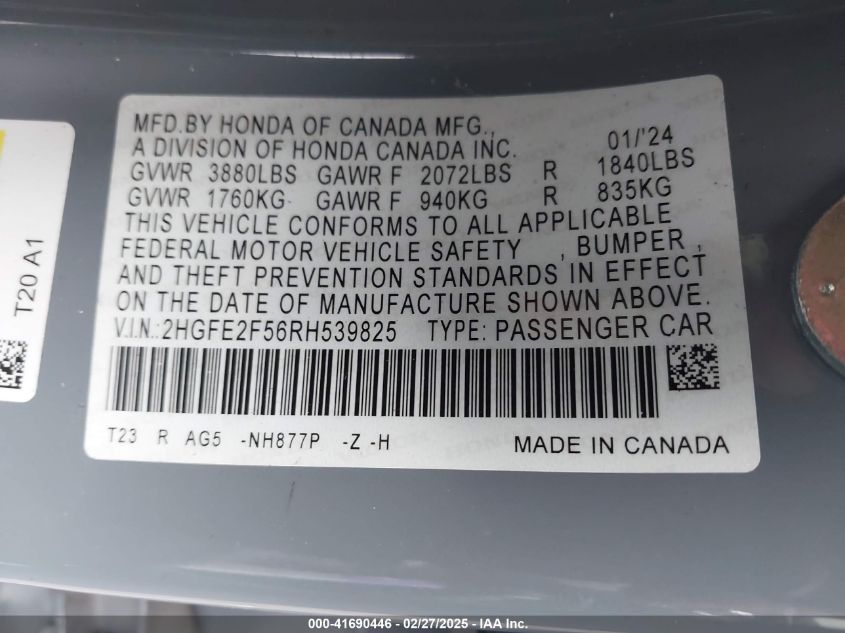 MFD.BY HONDA OF CANADA MFG.,
A DIVISION OF HONDA CANADA INC. 01/'24
GVWR 3880LBS GAWR F 2072LBS R 1840LBS
GVWR 1760KG GAWR F 940KG R 835KG
THIS VEHICLE CONFORMS TO ALL APPLICABLE
FEDERAL MOTOR VEHICLE SAFETY , BUMPER ,
AND THEFT PREVENTION STANDARDS IN EFFECT
ON THE DATE OF MANUFACTURE SHOWN ABOVE.
V.I.N.:2HGFE2F56RH539825 TYPE: PASSENGER CAR
T23 R AG5 -NH877P -Z -H MADE IN CANADA
T20 A1
000-41690446 - 02/27/2025 - IAA Inc.